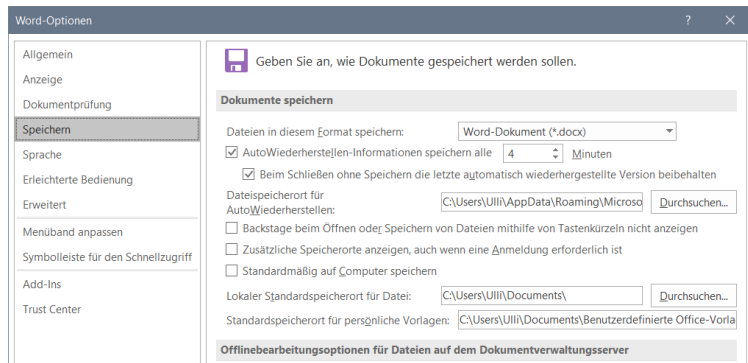 Word-Optionen ?
Allgemein
Anzeige
Dokumentprüfung
Speichern
Sprache
Erleichterte Bedienung
Erweitert
Menüband anpassen
Symbolleiste für den Schnellzugriff
Add-Ins
Trust Center
Geben Sie an, wie Dokumente gespeichert werden sollen.
Dokumente speichern
Dateien in diesem Format speichern: Word-Dokument (*.docx)
AutoWiederherstellen-Informationen speichern alle 4 Minuten
Beim Schließen ohne Speichern die letzte automatisch wiederhergestellte Version beibehalten
Dateispeicherort für
AutoWiederherstellen: C:\Users\Ulli\AppData\Roaming\Microso Durchsuchen...
Backstage beim Öffnen oder Speichern von Dateien mithilfe von Tastenkürzeln nicht anzeigen
Zusätzliche Speicherorte anzeigen, auch wenn eine Anmeldung erforderlich ist
Standardmäßig auf Computer speichern
Lokaler Standardspeicherort für Datei: C:\Users\Ulli\Documents\ Durchsuchen...
Standardspeicherort für persönliche Vorlagen: C:\Users\Ulli\Documents\Benutzerdefinierte Office-Vorla
Offlinebearbeitungsoptionen für Dateien auf dem Dokumentverwaltungsserver